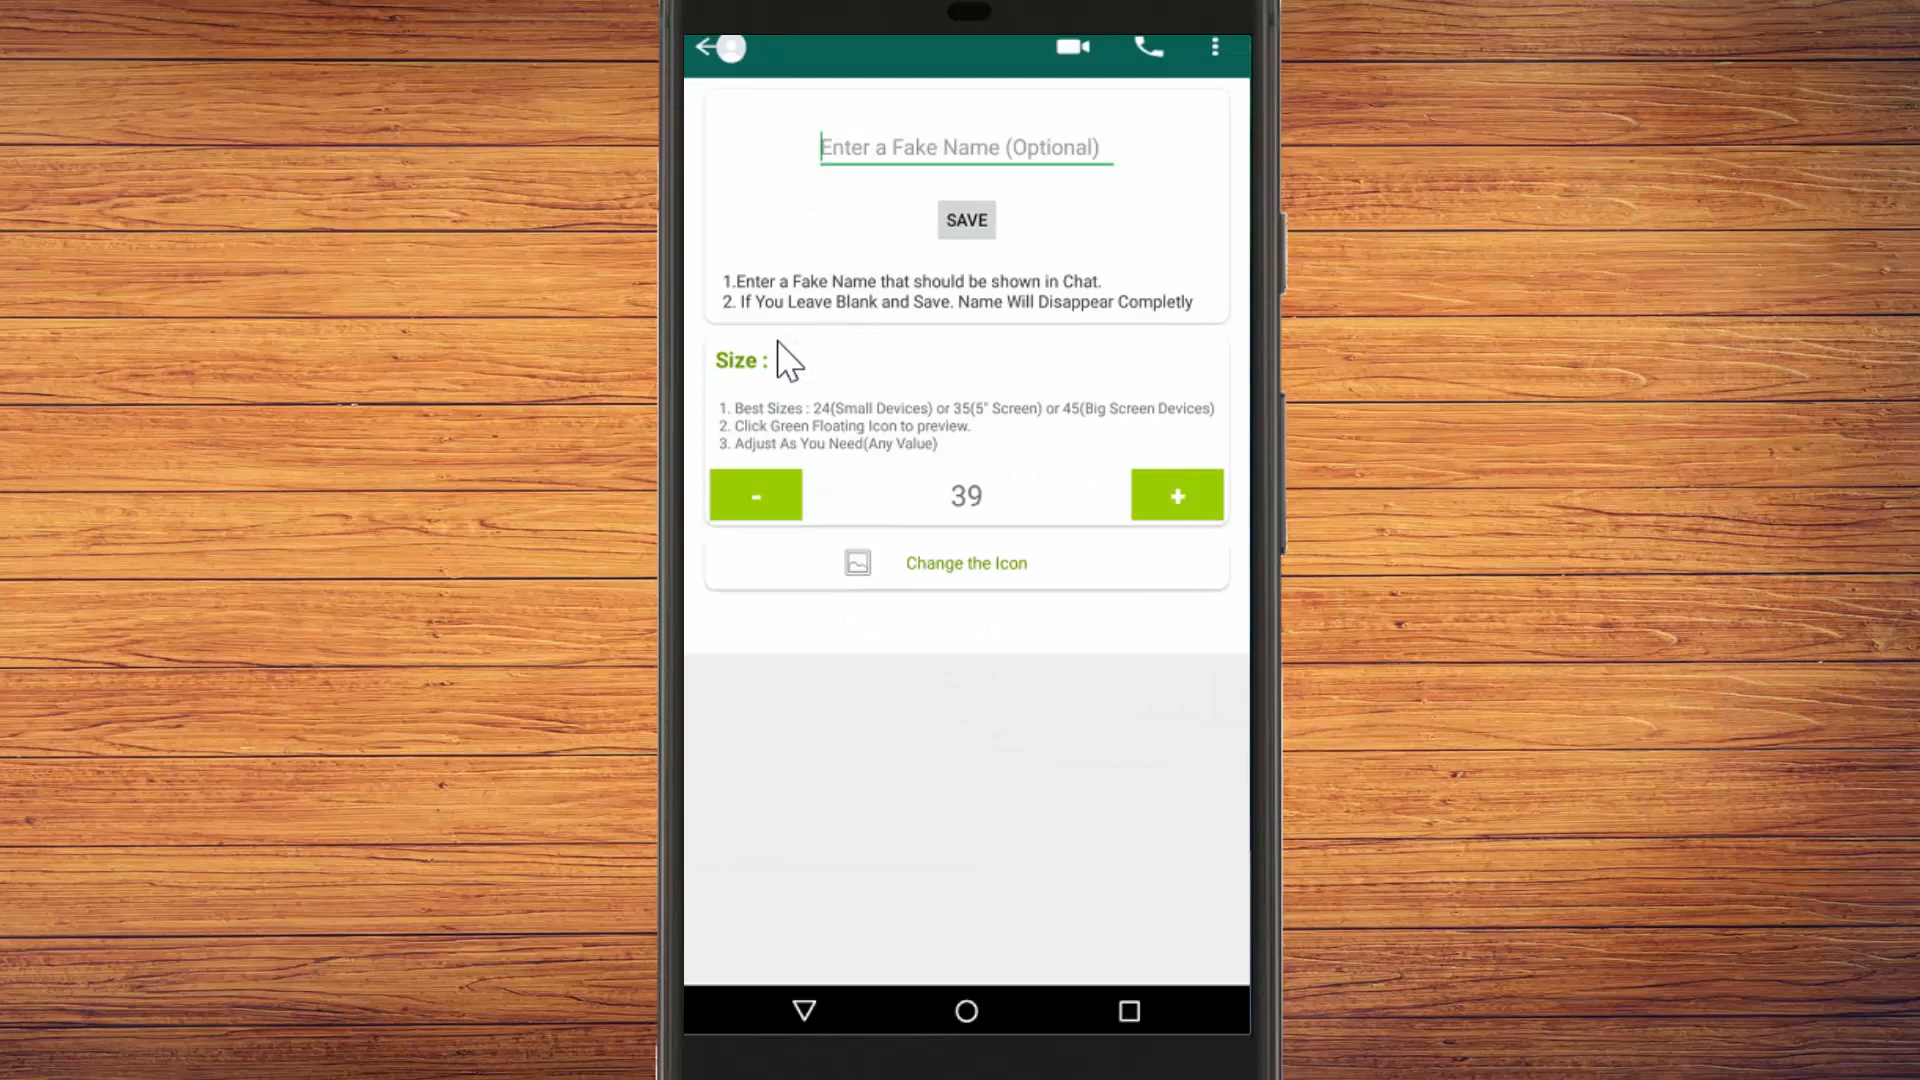 Enter a Fake Name (Optional)
SAVE
1.Enter a Fake Name that should be shown in Chat.
2. If You Leave Blank and Save. Name Will Disappear Completly
Size :
1. Best Sizes : 24(Small Devices) or 35(5" Screen) or 45(Big Screen Devices)
2. Click Green Floating Icon to preview.
3. Adjust As You Need(Any Value)
- 39 +
Change the Icon